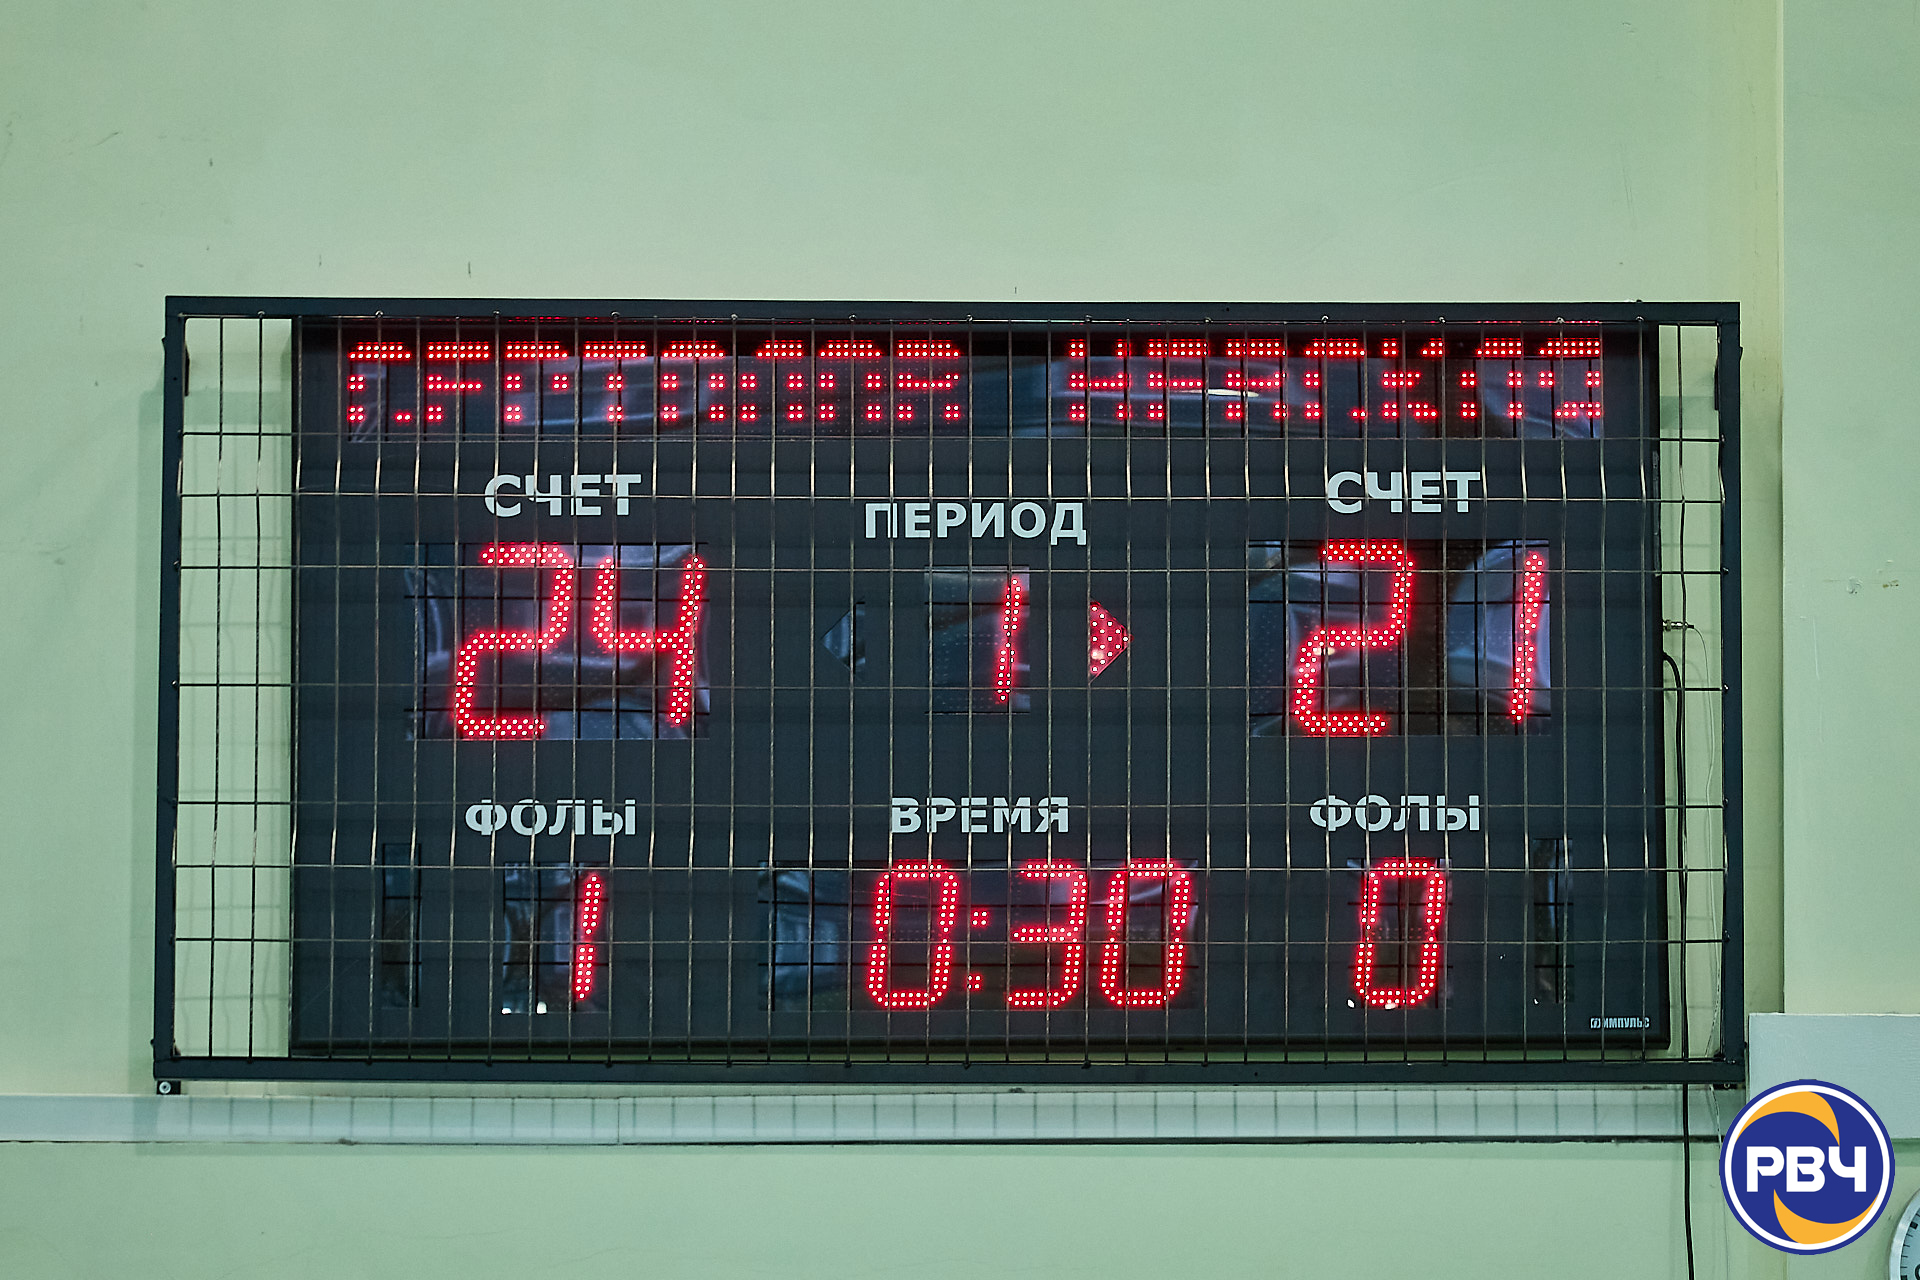 СЧЕТ ПЕРИОД СЧЕТ
24 1 21
ФОЛЫ ВРЕМЯ ФОЛЫ
1 0:30 0
ИМПУЛЬС
РВЧ